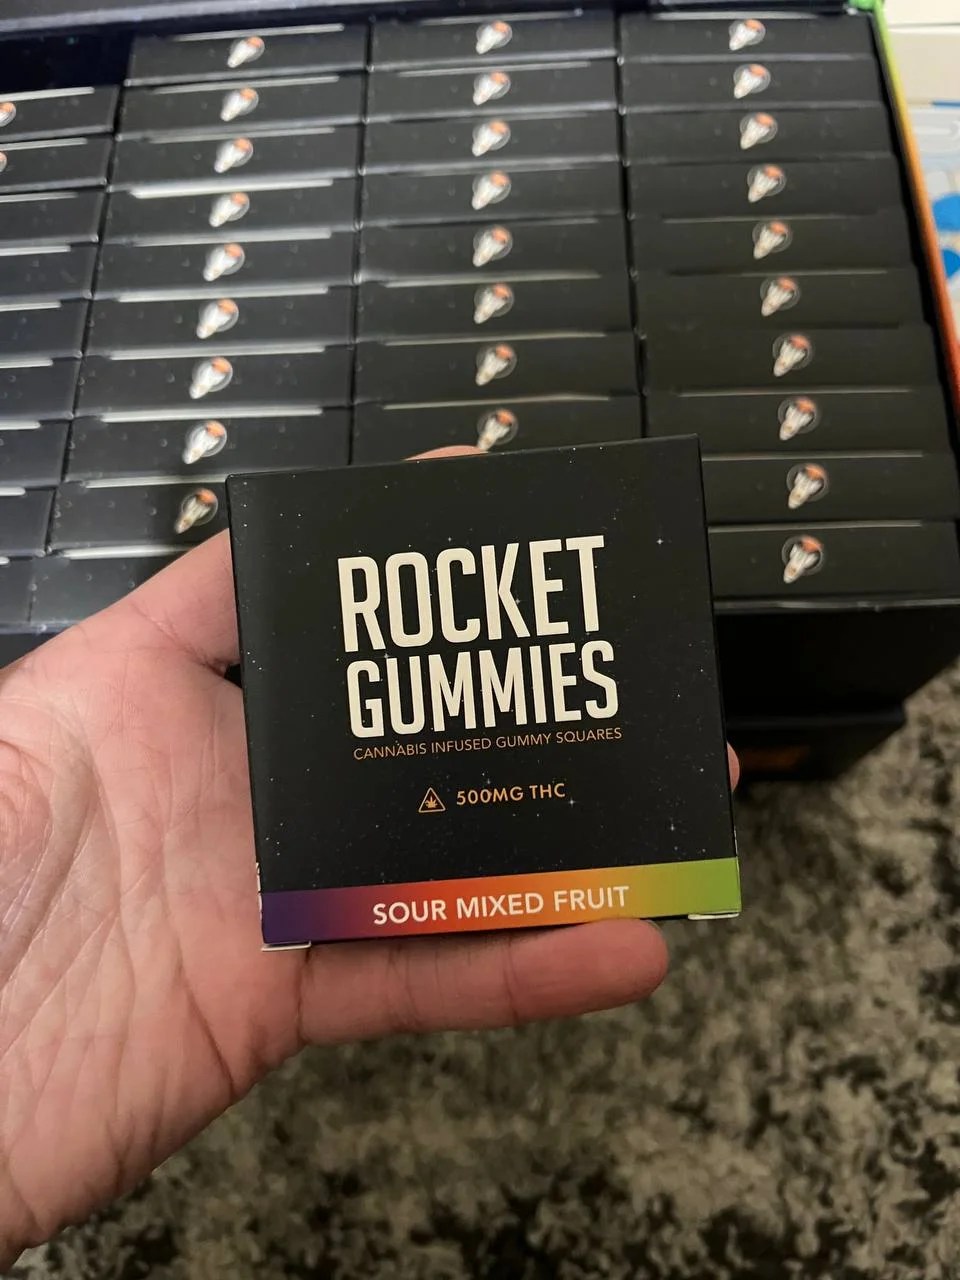 ROCKET
GUMMIES
CANNABIS INFUSED GUMMY SQUARES
500MG THC
SOUR MIXED FRUIT